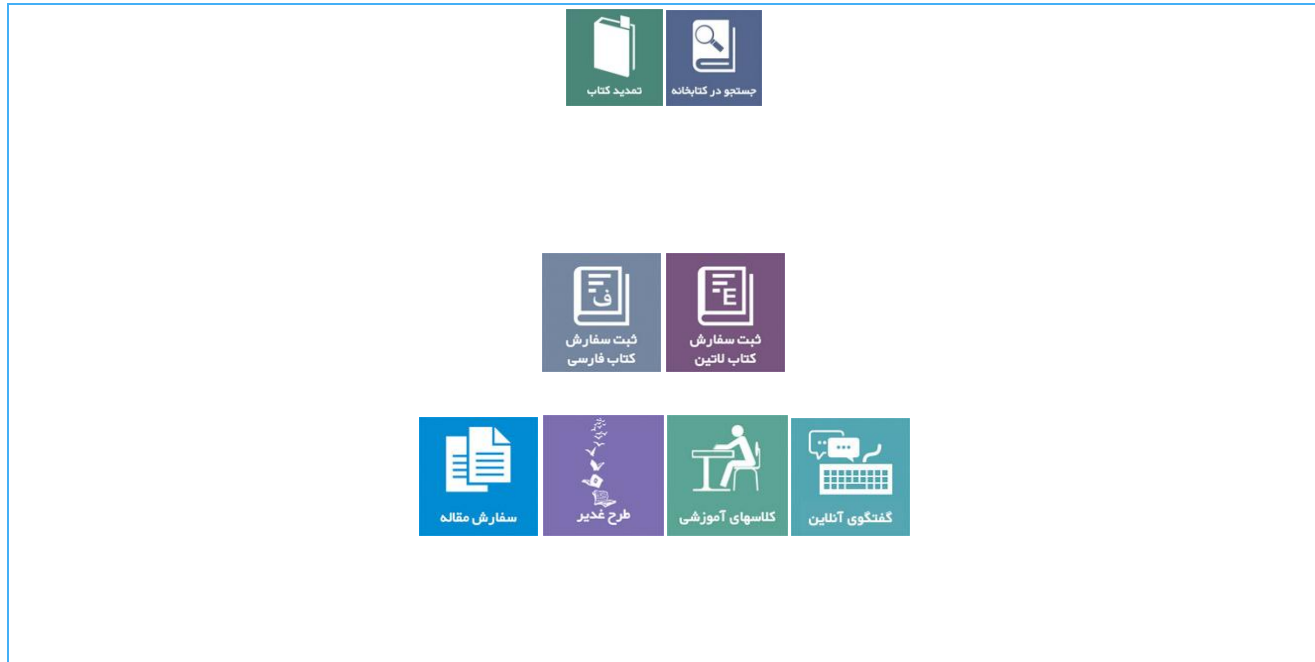 جستجو در کتابخانه
تمدید کتاب
E
ثبت سفارش
کتاب لاتین
ف
ثبت سفارش
کتاب فارسی
گفتگوی آنلاین
کلاسهای آموزشی
طرح غدیر
سفارش مقاله